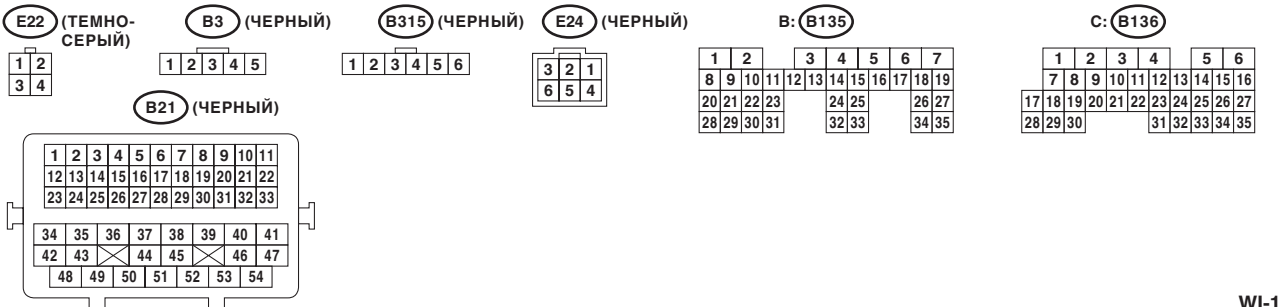 E22 (ТЕМНО-СЕРЫЙ)
1 2
3 4
B3 (ЧЕРНЫЙ)
1 2 3 4 5
B315 (ЧЕРНЫЙ)
1 2 3 4 5 6
E24 (ЧЕРНЫЙ)
3 2 1
6 5 4
B: B135
1 2 3 4 5 6 7
8 9 10 11 12 13 14 15 16 17 18 19
20 21 22 23 24 25 26 27
28 29 30 31 32 33 34 35
C: B136
1 2 3 4 5 6
7 8 9 10 11 12 13 14 15 16
17 18 19 20 21 22 23 24 25 26 27
28 29 30 31 32 33 34 35
B21 (ЧЕРНЫЙ)
1 2 3 4 5 6 7 8 9 10 11
12 13 14 15 16 17 18 19 20 21 22
23 24 25 26 27 28 29 30 31 32 33
34 35 36 37 38 39 40 41
42 43 44 45 46 47
48 49 50 51 52 53 54
WI-1